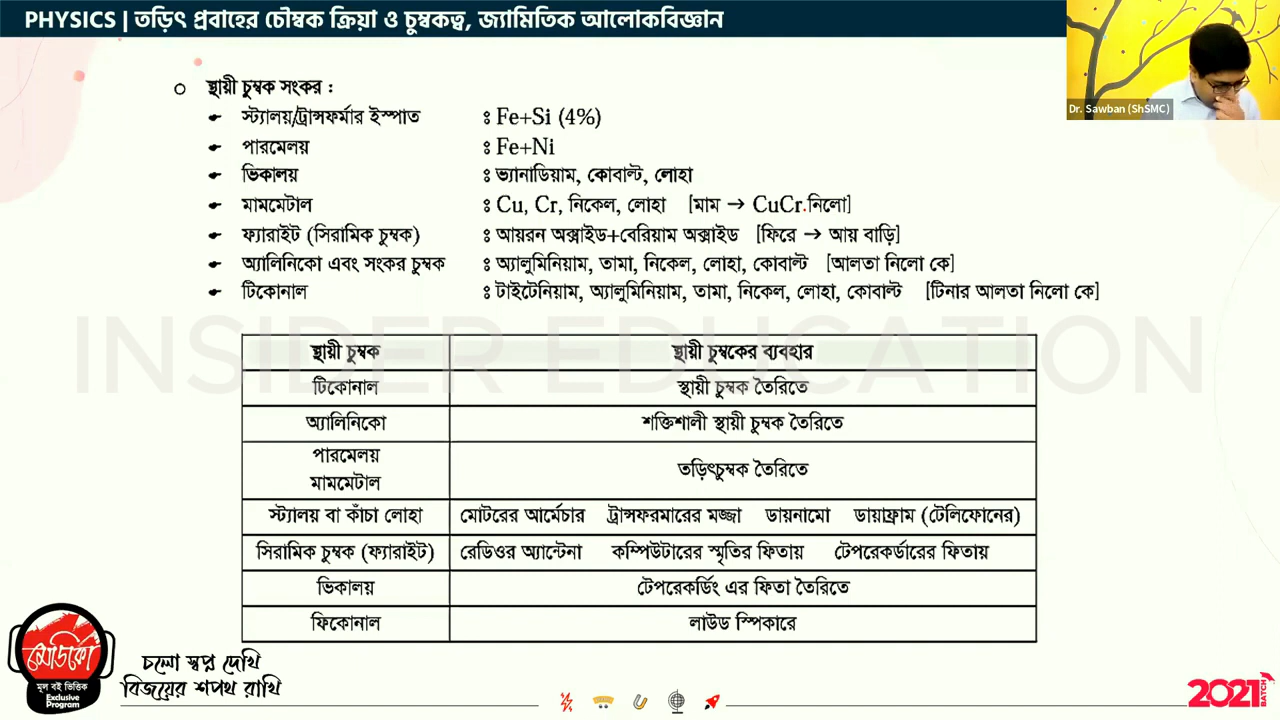 PHYSICS | তড়িৎ প্রবাহের চৌম্বক ক্রিয়া ও চুম্বকত্ব, জ্যামিতিক আলোকবিজ্ঞান
Dr. Sawban (ShSMC)
স্থায়ী চুম্বক সংকর :
স্ট্যালয়/ট্রান্সফর্মার ইস্পাত : Fe+Si (4%)
পারমেলয় : Fe+Ni
ভিকালয় : ভ্যানাডিয়াম, কোবাল্ট, লোহা
মামমেটাল : Cu, Cr, নিকেল, লোহা [মাম → CuCr নিলো]
ফ্যারাইট (সিরামিক চুম্বক) : আয়রন অক্সাইড+বেরিয়াম অক্সাইড [ফিরে → আয় বাড়ি]
অ্যালিনিকো এবং সংকর চুম্বক : অ্যালুমিনিয়াম, তামা, নিকেল, লোহা, কোবাল্ট [আলতা নিলো কে]
টিকোনাল : টাইটেনিয়াম, অ্যালুমিনিয়াম, তামা, নিকেল, লোহা, কোবাল্ট [টিনার আলতা নিলো কে]
INSIDER EDUCATION
স্থায়ী চুম্বক স্থায়ী চুম্বকের ব্যবহার
টিকোনাল স্থায়ী চুম্বক তৈরিতে
অ্যালিনিকো শক্তিশালী স্থায়ী চুম্বক তৈরিতে
পারমেলয়
মামমেটাল তড়িৎচুম্বক তৈরিতে
স্ট্যালয় বা কাঁচা লোহা মোটরের আর্মেচার ট্রান্সফরমারের মজ্জা ডায়নামো ডায়াফ্রাম (টেলিফোনের)
সিরামিক চুম্বক (ফ্যারাইট) রেডিওর অ্যান্টেনা কম্পিউটারের স্মৃতির ফিতায় টেপরেকর্ডারের ফিতায়
ভিকালয় টেপরেকর্ডিং এর ফিতা তৈরিতে
ফিকোনাল লাউড স্পিকারে
মেডিকো
মূল বই ভিত্তিক
Exclusive
Program
চলো স্বপ্ন দেখি
বিজয়ের শপথ রাখি
2021 BATCH